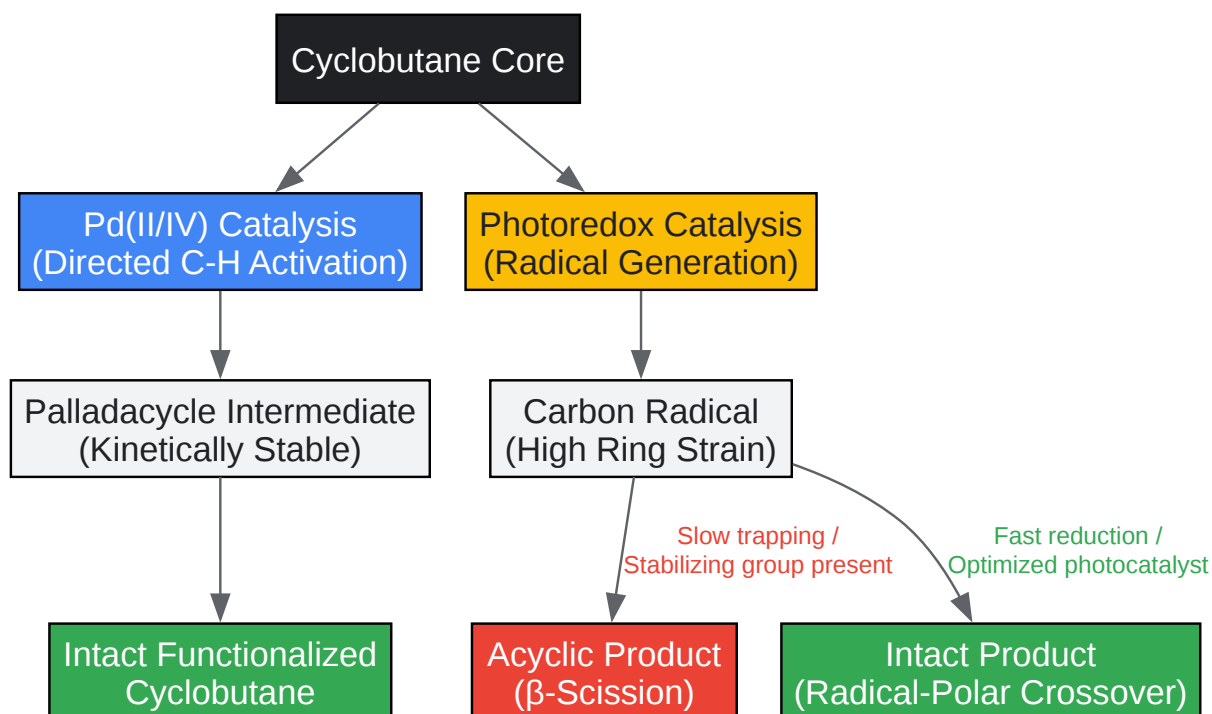 Cyclobutane Core
Pd(II/IV) Catalysis
(Directed C-H Activation)
Photoredox Catalysis
(Radical Generation)
Palladacycle Intermediate
(Kinetically Stable)
Carbon Radical
(High Ring Strain)
Slow trapping /
Stabilizing group present
Fast reduction /
Optimized photocatalyst
Intact Functionalized
Cyclobutane
Acyclic Product
(β-Scission)
Intact Product
(Radical-Polar Crossover)